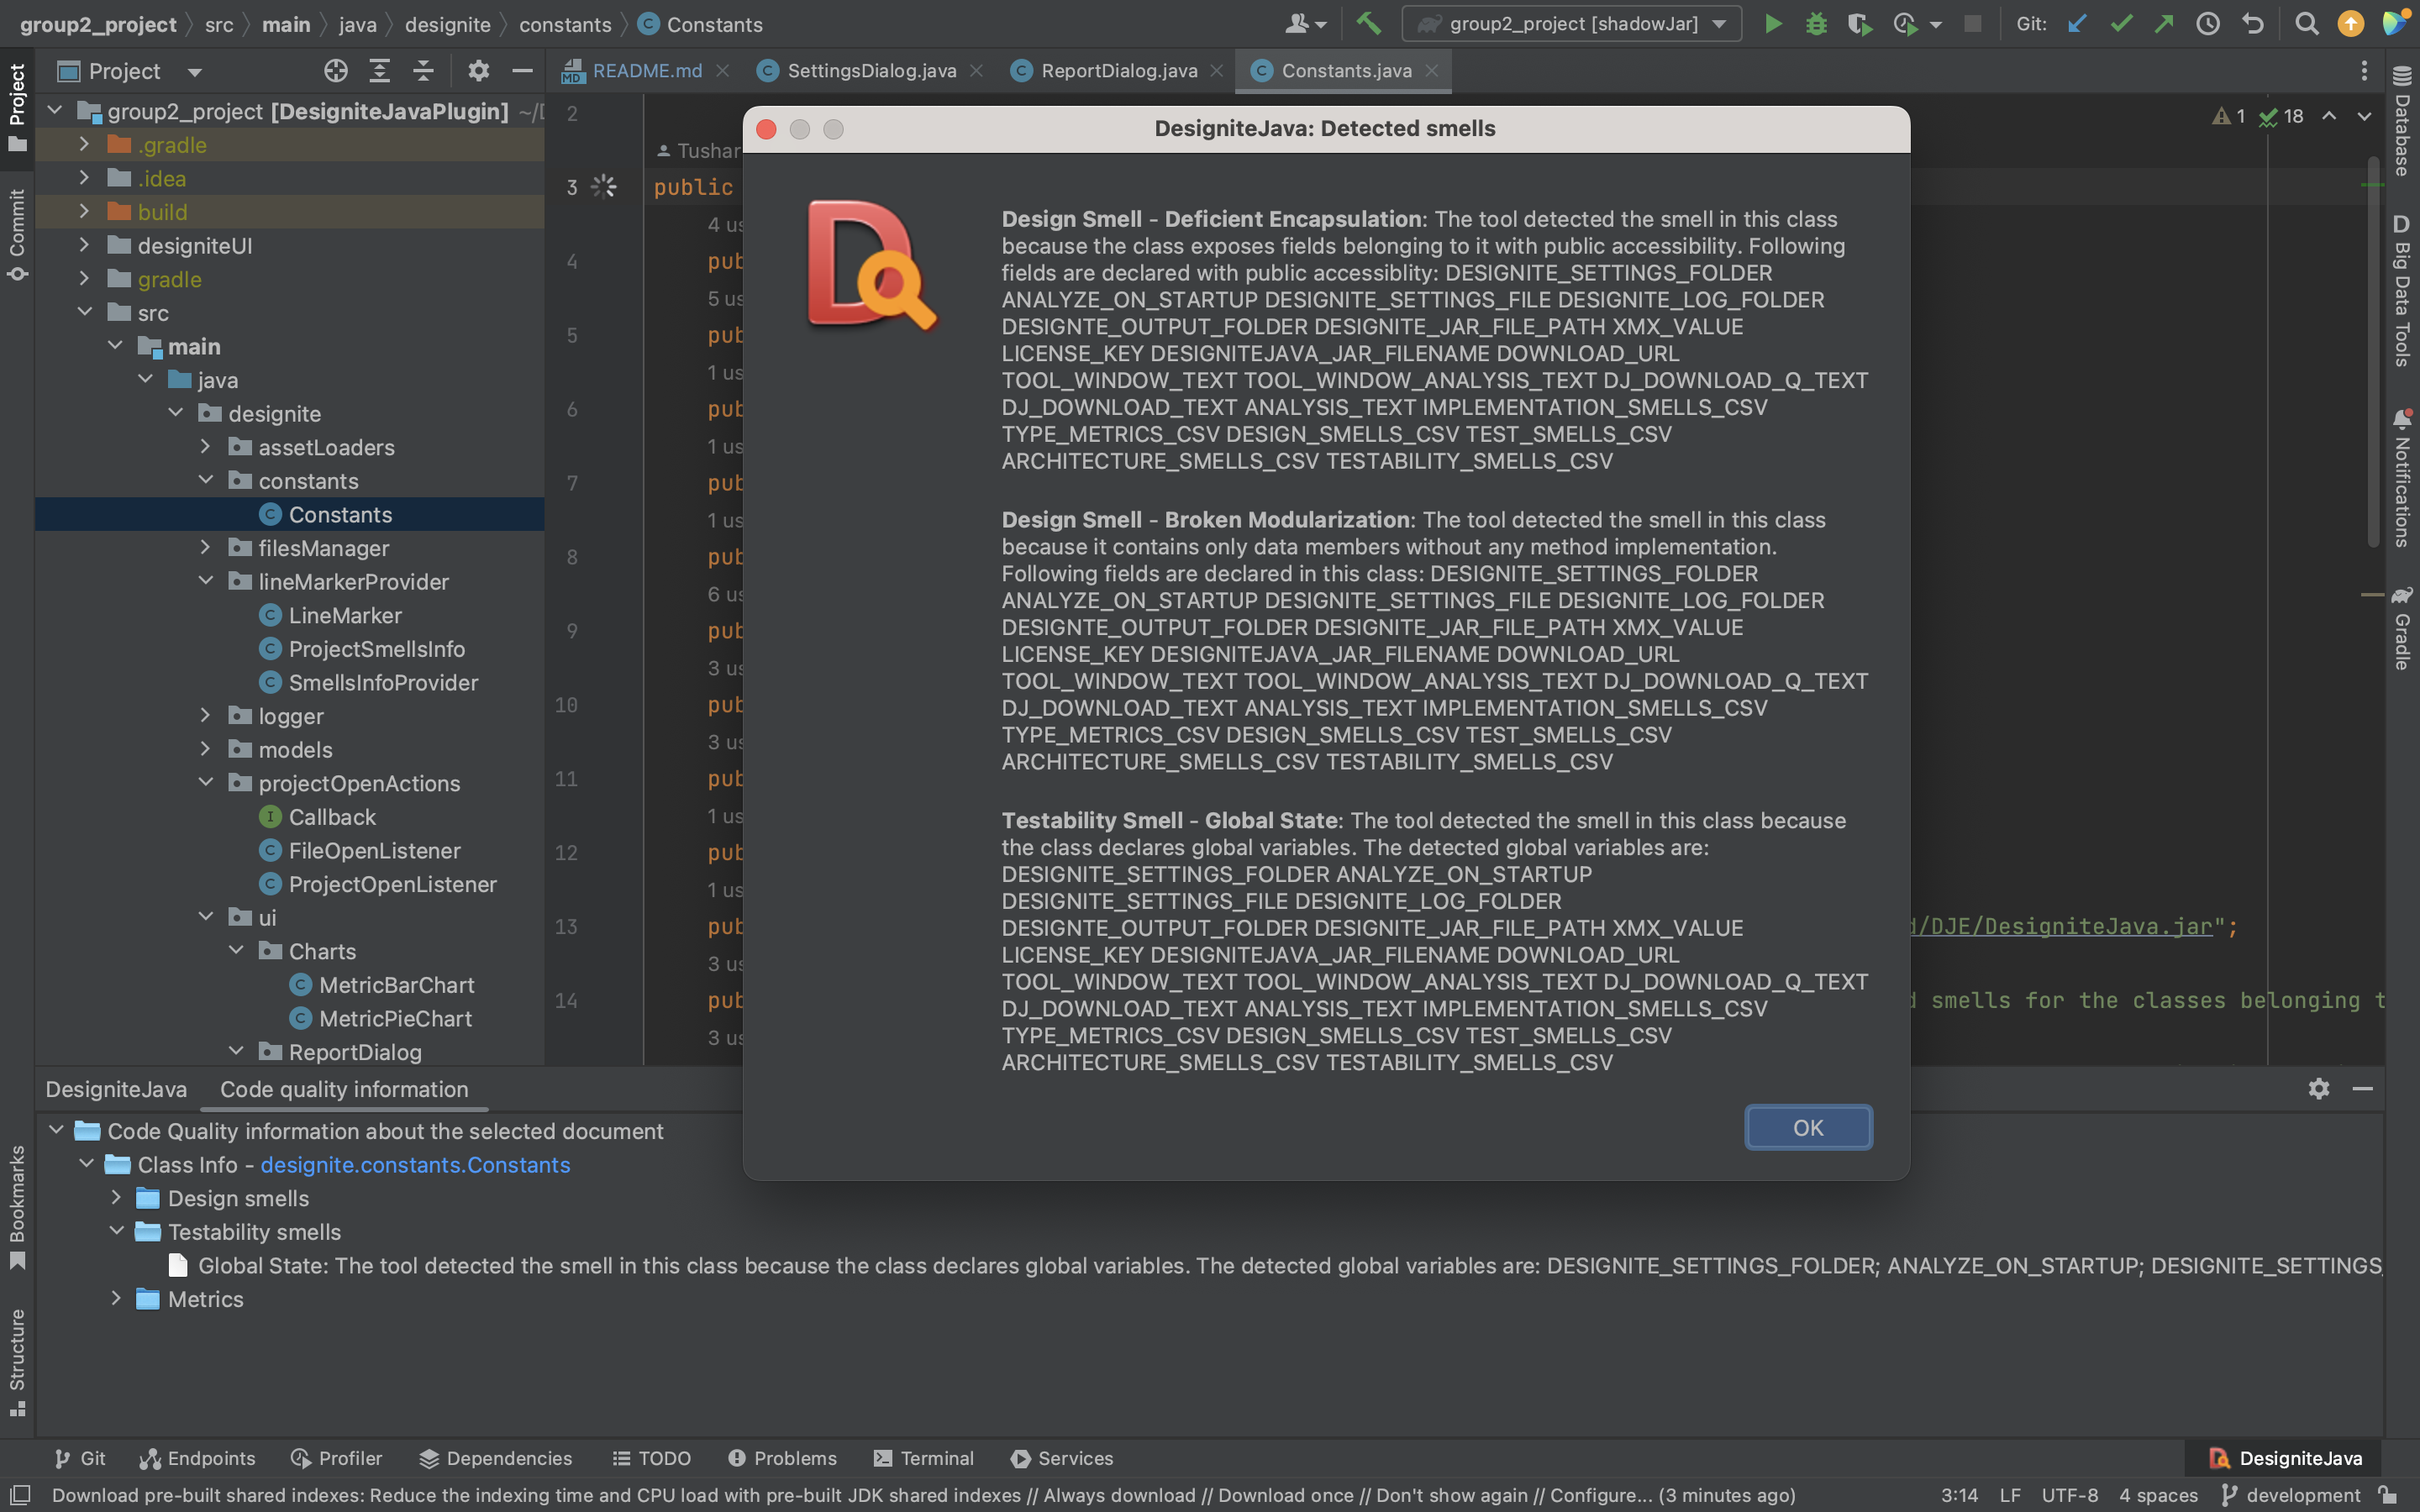 group2_project src main java designite constants Constants
group2_project [shadowJar] Git:
Project
README.md SettingsDialog.java ReportDialog.java Constants.java
Project
Commit
Bookmarks
Structure
group2_project [DesigniteJavaPlugin]
.gradle
.idea
build
designiteUI
gradle
src
main
java
designite
assetLoaders
constants
Constants
filesManager
lineMarkerProvider
LineMarker
ProjectSmellsInfo
SmellsInfoProvider
logger
models
projectOpenActions
Callback
FileOpenListener
ProjectOpenListener
ui
Charts
MetricBarChart
MetricPieChart
ReportDialog
2
Tushar
3 public
4 us
4 pub
5 us
5 pub
1 us
6 pub
1 us
7 pub
1 us
8 pub
6 us
9 pub
3 us
10 pub
3 us
11 pub
1 us
12 pub
1 us
13 pub
3 us
14 pub
3 us
1 18
d/DJE/DesigniteJava.jar";
smells for the classes belonging t
DesigniteJava: Detected smells
Design Smell - Deficient Encapsulation: The tool detected the smell in this class
because the class exposes fields belonging to it with public accessibility. Following
fields are declared with public accessiblity: DESIGNITE_SETTINGS_FOLDER
ANALYZE_ON_STARTUP DESIGNITE_SETTINGS_FILE DESIGNITE_LOG_FOLDER
DESIGNTE_OUTPUT_FOLDER DESIGNITE_JAR_FILE_PATH XMX_VALUE
LICENSE_KEY DESIGNITEJAVA_JAR_FILENAME DOWNLOAD_URL
TOOL_WINDOW_TEXT TOOL_WINDOW_ANALYSIS_TEXT DJ_DOWNLOAD_Q_TEXT
DJ_DOWNLOAD_TEXT ANALYSIS_TEXT IMPLEMENTATION_SMELLS_CSV
TYPE_METRICS_CSV DESIGN_SMELLS_CSV TEST_SMELLS_CSV
ARCHITECTURE_SMELLS_CSV TESTABILITY_SMELLS_CSV
Design Smell - Broken Modularization: The tool detected the smell in this class
because it contains only data members without any method implementation.
Following fields are declared in this class: DESIGNITE_SETTINGS_FOLDER
ANALYZE_ON_STARTUP DESIGNITE_SETTINGS_FILE DESIGNITE_LOG_FOLDER
DESIGNTE_OUTPUT_FOLDER DESIGNITE_JAR_FILE_PATH XMX_VALUE
LICENSE_KEY DESIGNITEJAVA_JAR_FILENAME DOWNLOAD_URL
TOOL_WINDOW_TEXT TOOL_WINDOW_ANALYSIS_TEXT DJ_DOWNLOAD_Q_TEXT
DJ_DOWNLOAD_TEXT ANALYSIS_TEXT IMPLEMENTATION_SMELLS_CSV
TYPE_METRICS_CSV DESIGN_SMELLS_CSV TEST_SMELLS_CSV
ARCHITECTURE_SMELLS_CSV TESTABILITY_SMELLS_CSV
Testability Smell - Global State: The tool detected the smell in this class because
the class declares global variables. The detected global variables are:
DESIGNITE_SETTINGS_FOLDER ANALYZE_ON_STARTUP
DESIGNITE_SETTINGS_FILE DESIGNITE_LOG_FOLDER
DESIGNTE_OUTPUT_FOLDER DESIGNITE_JAR_FILE_PATH XMX_VALUE
LICENSE_KEY DESIGNITEJAVA_JAR_FILENAME DOWNLOAD_URL
TOOL_WINDOW_TEXT TOOL_WINDOW_ANALYSIS_TEXT DJ_DOWNLOAD_Q_TEXT
DJ_DOWNLOAD_TEXT ANALYSIS_TEXT IMPLEMENTATION_SMELLS_CSV
TYPE_METRICS_CSV DESIGN_SMELLS_CSV TEST_SMELLS_CSV
ARCHITECTURE_SMELLS_CSV TESTABILITY_SMELLS_CSV
OK
Database
Big Data Tools
Notifications
Gradle
DesigniteJava Code quality information
Code Quality information about the selected document
Class Info - designite.constants.Constants
Design smells
Testability smells
Global State: The tool detected the smell in this class because the class declares global variables. The detected global variables are: DESIGNITE_SETTINGS_FOLDER; ANALYZE_ON_STARTUP; DESIGNITE_SETTINGS_
Metrics
Git Endpoints Profiler Dependencies TODO Problems Terminal Services DesigniteJava
Download pre-built shared indexes: Reduce the indexing time and CPU load with pre-built JDK shared indexes // Always download // Download once // Don't show again // Configure... (3 minutes ago) 3:14 LF UTF-8 4 spaces development